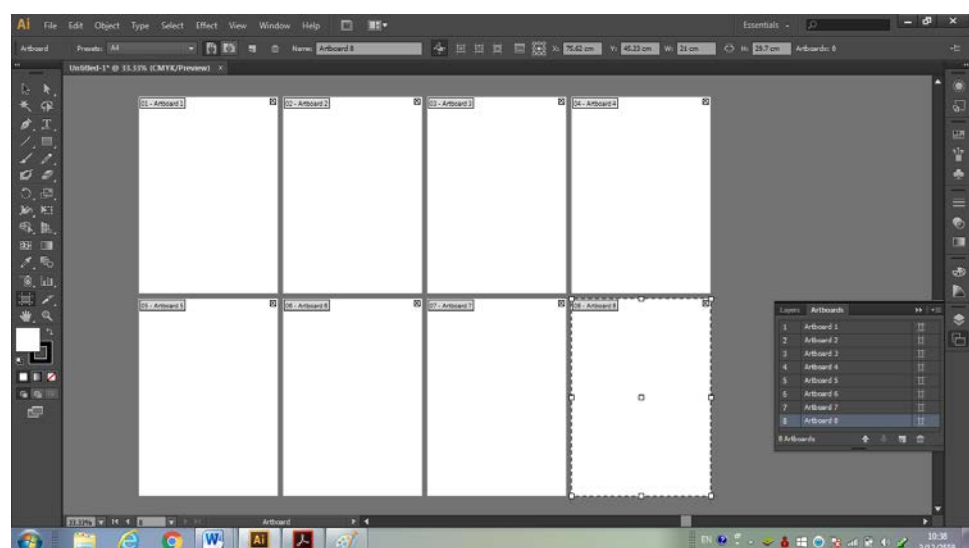 Ai File Edit Object Type Select Effect View Window Help Essentials
Artboard Presets: A4 Name: Artboard 8 X: 75.62 cm Y: 45.23 cm W: 21 cm H: 29.7 cm Artboards: 8
Untitled-1* @ 33.33% (CMYK/Preview) ×
01 - Artboard 1 02 - Artboard 2 03 - Artboard 3 04 - Artboard 4
05 - Artboard 5 06 - Artboard 6 07 - Artboard 7 08 - Artboard 8
Layers Artboards
1 Artboard 1
2 Artboard 2
3 Artboard 3
4 Artboard 4
5 Artboard 5
6 Artboard 6
7 Artboard 7
8 Artboard 8
8 Artboards
33.33% 8 Artboard
W Ai EN 10:38